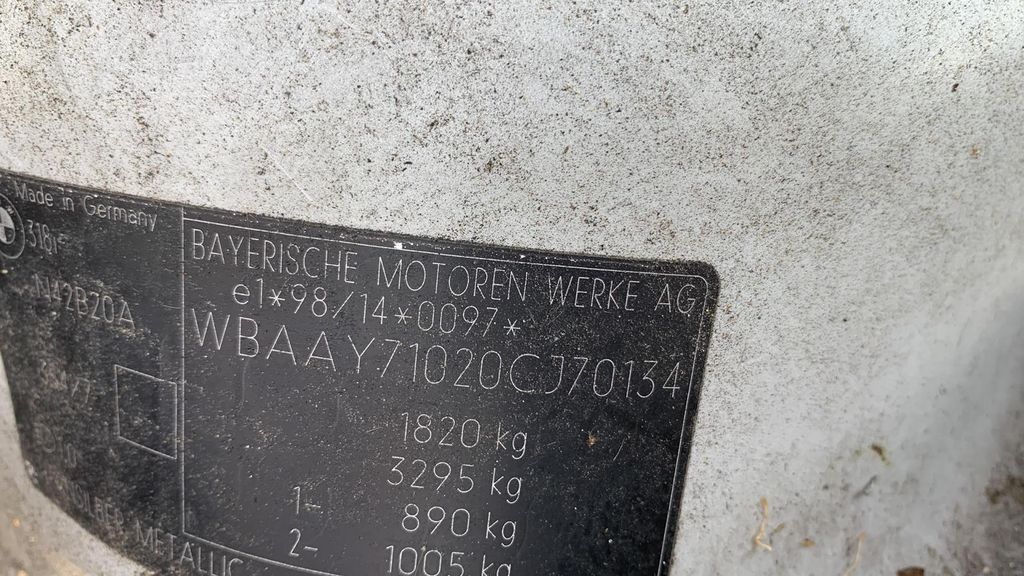 Made in Germany
318i
N42B20A
BAYERISCHE MOTOREN WERKE AG
e1*98/14*0097*
WBAAY71020CJ70134
1820 kg
3295 kg
1- 890 kg
2- 1005 kg
METALLIC